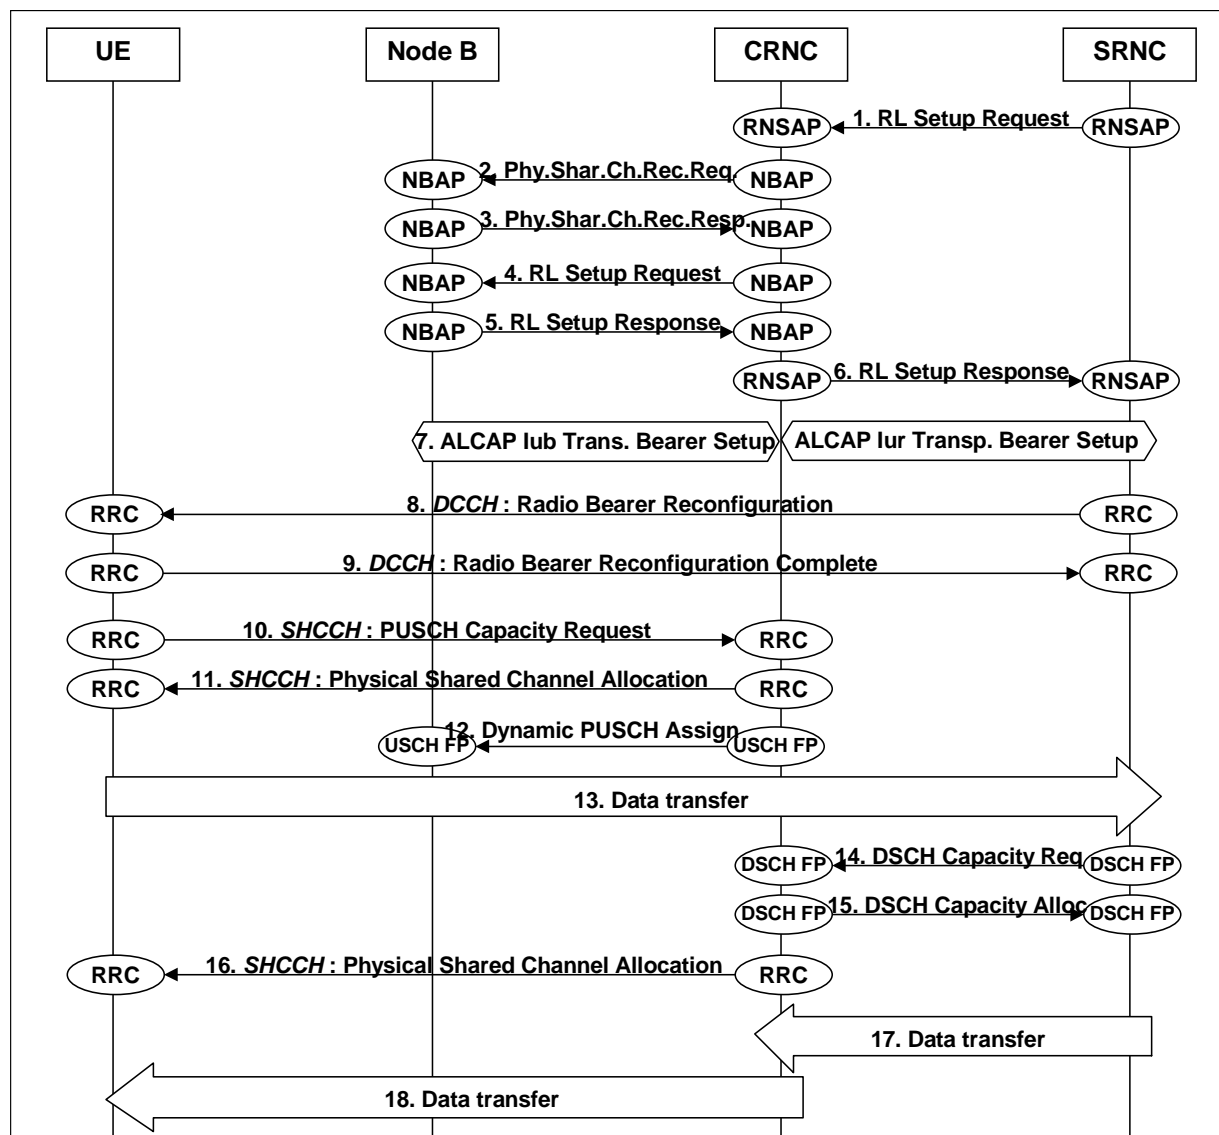 UE Node B CRNC SRNC
RNSAP 1. RL Setup Request RNSAP
NBAP 2. Phy.Shar.Ch.Rec.Req. NBAP
NBAP 3. Phy.Shar.Ch.Rec.Resp. NBAP
NBAP 4. RL Setup Request NBAP
NBAP 5. RL Setup Response NBAP
RNSAP 6. RL Setup Response RNSAP
7. ALCAP Iub Trans. Bearer Setup ALCAP Iur Transp. Bearer Setup
RRC 8. DCCH : Radio Bearer Reconfiguration RRC
RRC 9. DCCH : Radio Bearer Reconfiguration Complete RRC
RRC 10. SHCCH : PUSCH Capacity Request RRC
RRC 11. SHCCH : Physical Shared Channel Allocation RRC
USCH FP 12. Dynamic PUSCH Assign USCH FP
13. Data transfer
DSCH FP 14. DSCH Capacity Req DSCH FP
DSCH FP 15. DSCH Capacity Alloc DSCH FP
RRC 16. SHCCH : Physical Shared Channel Allocation RRC
17. Data transfer
18. Data transfer